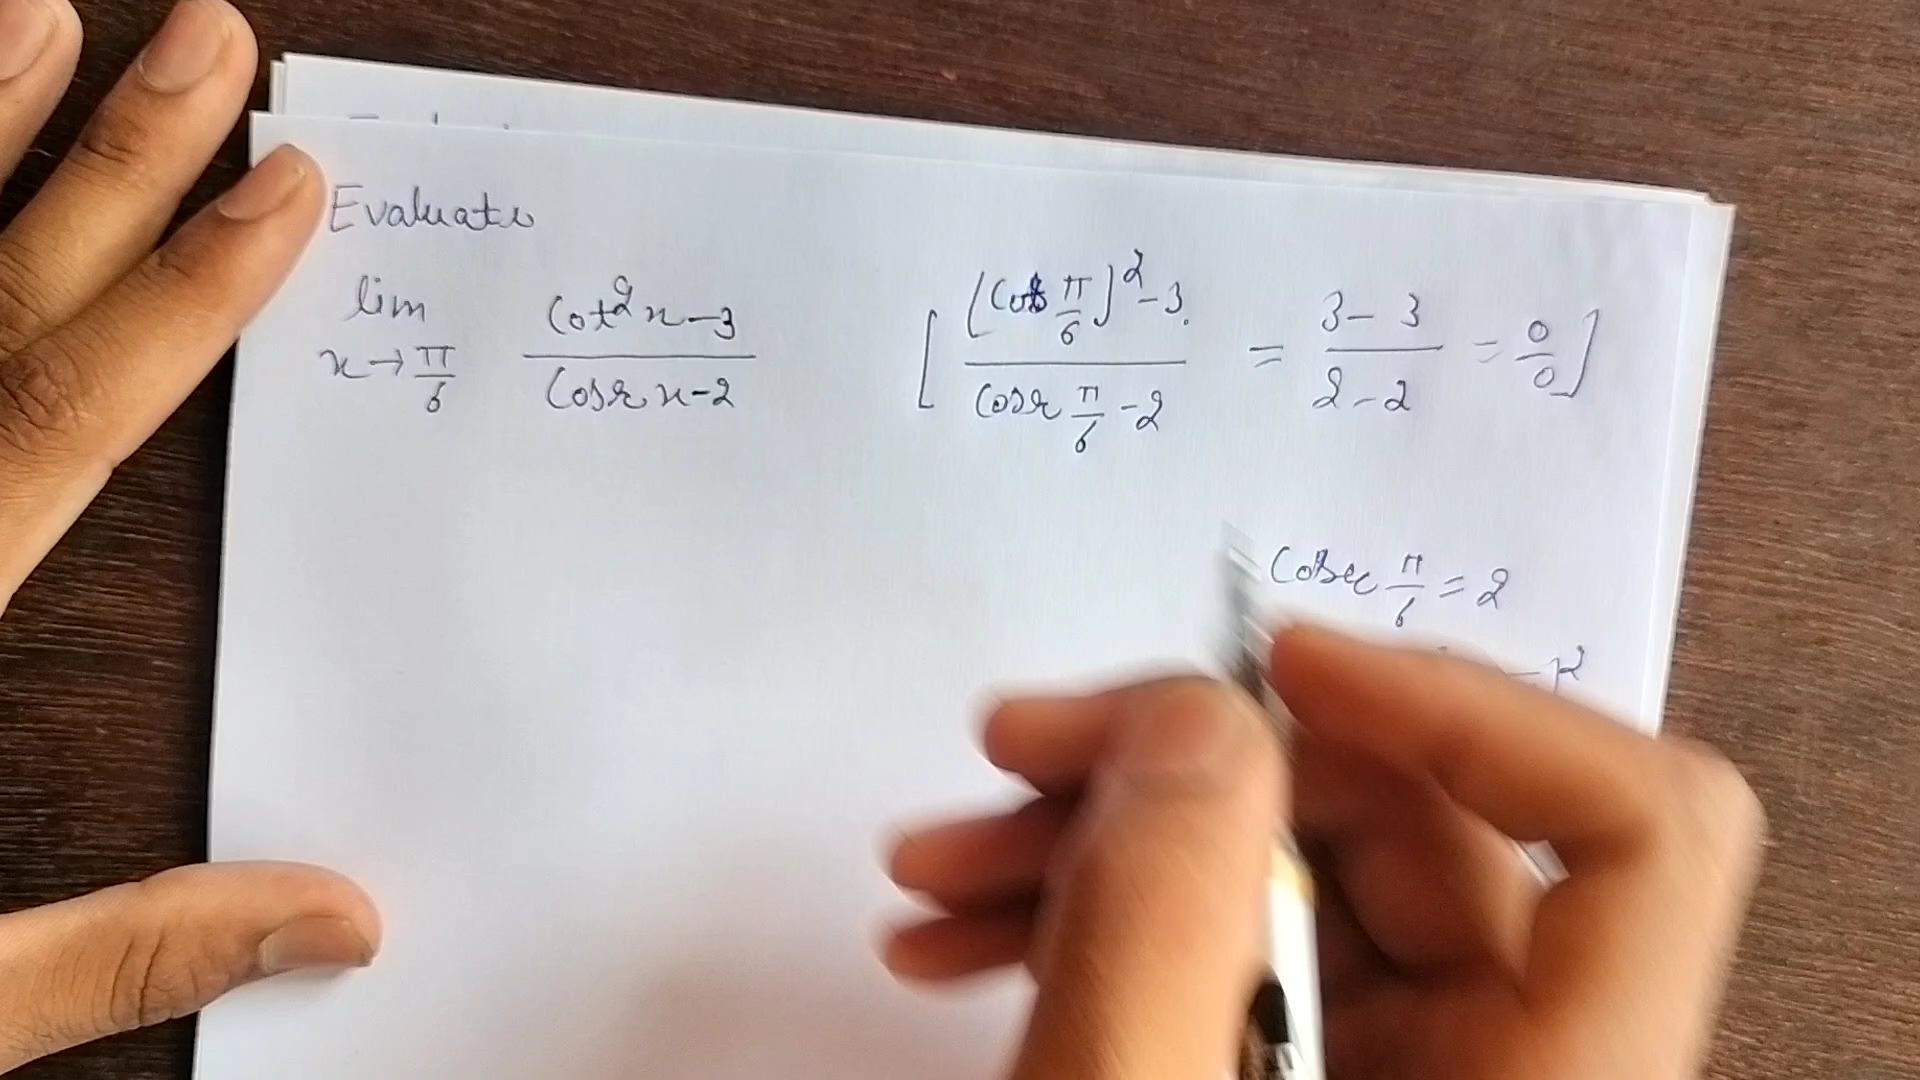 Evaluate
lim x→π/6 (cot²x-3)/(cosec x-2) [((cot π/6)²-3)/(cosec π/6 -2) = (3-3)/(2-2) = 0/0]
Cosec π/6 = 2